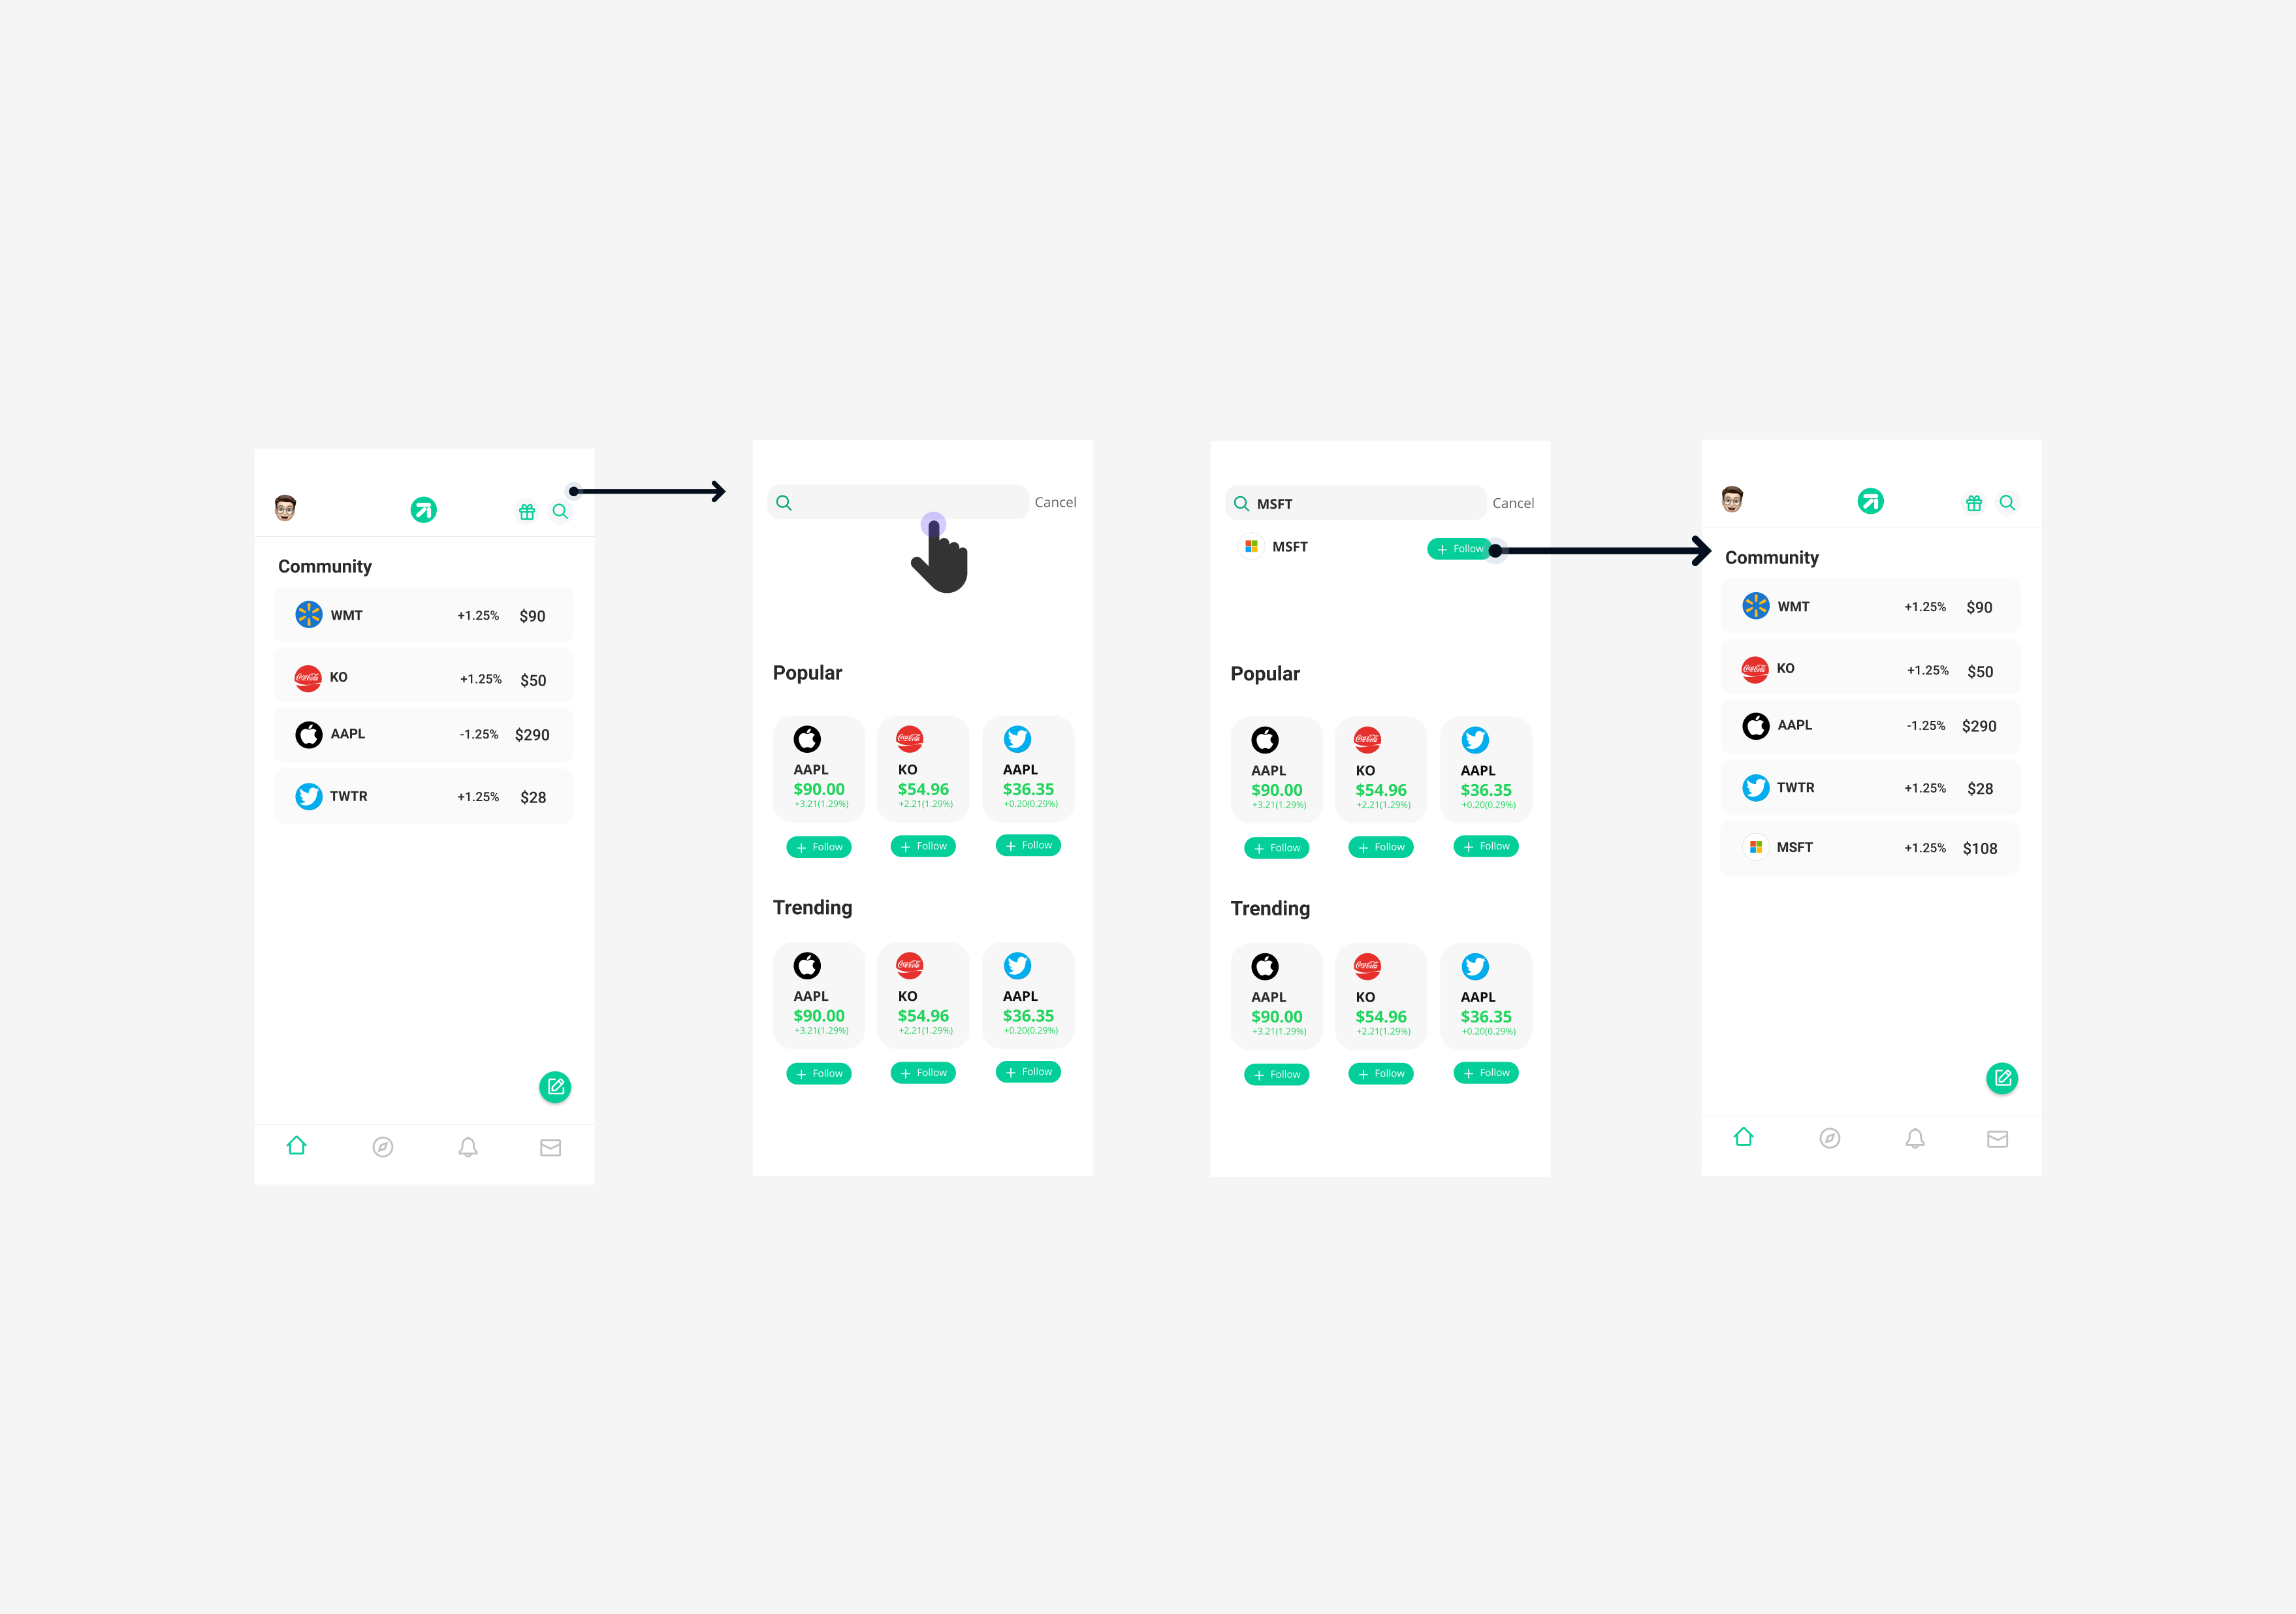 Community
WMT +1.25% $90
KO +1.25% $50
AAPL -1.25% $290
TWTR +1.25% $28
Cancel
Popular
AAPL KO AAPL
$90.00 $54.96 $36.35
+3.21(1.29%) +2.21(1.29%) +0.20(0.29%)
+ Follow + Follow + Follow
Trending
AAPL KO AAPL
$90.00 $54.96 $36.35
+3.21(1.29%) +2.21(1.29%) +0.20(0.29%)
+ Follow + Follow + Follow
MSFT Cancel
MSFT + Follow
Popular
AAPL KO AAPL
$90.00 $54.96 $36.35
+3.21(1.29%) +2.21(1.29%) +0.20(0.29%)
+ Follow + Follow + Follow
Trending
AAPL KO AAPL
$90.00 $54.96 $36.35
+3.21(1.29%) +2.21(1.29%) +0.20(0.29%)
+ Follow + Follow + Follow
Community
WMT +1.25% $90
KO +1.25% $50
AAPL -1.25% $290
TWTR +1.25% $28
MSFT +1.25% $108